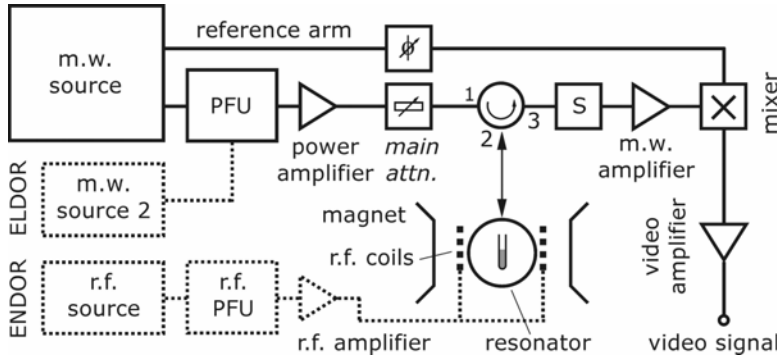 reference arm
m.w.
source
ϕ
PFU
power
amplifier
main
attn.
1
2
3
S
m.w.
amplifier
mixer
ELDOR
m.w.
source 2
magnet
r.f. coils
video
amplifier
ENDOR
r.f.
source
r.f.
PFU
r.f. amplifier
resonator
video signal